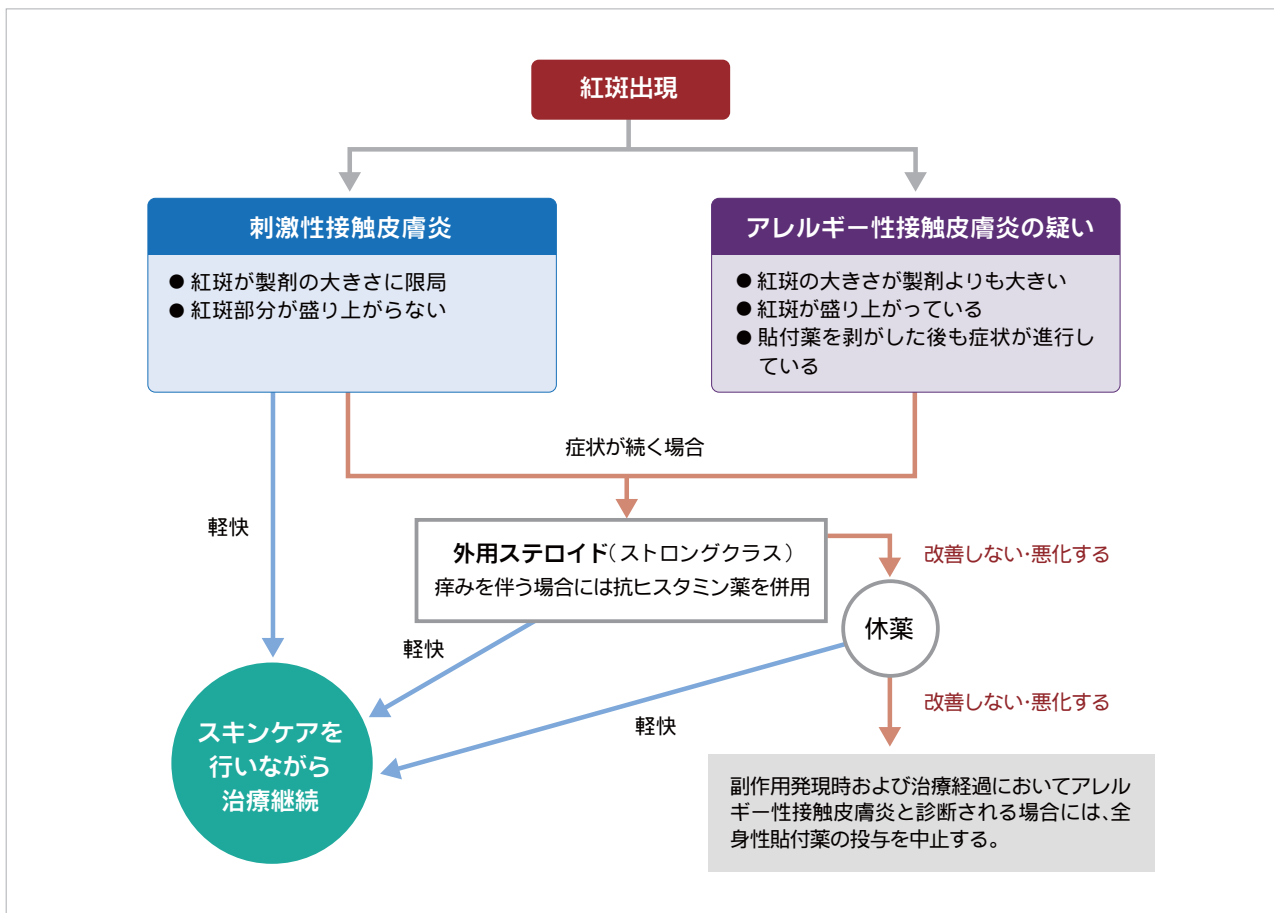 紅斑出現
刺激性接触皮膚炎
● 紅斑が製剤の大きさに限局
● 紅斑部分が盛り上がらない
アレルギー性接触皮膚炎の疑い
● 紅斑の大きさが製剤よりも大きい
● 紅斑が盛り上がっている
● 貼付薬を剥がした後も症状が進行し
ている
症状が続く場合
軽快
外用ステロイド（ストロングクラス）
痒みを伴う場合には抗ヒスタミン薬を併用
改善しない・悪化する
休薬
軽快
改善しない・悪化する
軽快
スキンケアを
行いながら
治療継続
副作用発現時および治療経過においてアレル
ギー性接触皮膚炎と診断される場合には、全
身性貼付薬の投与を中止する。